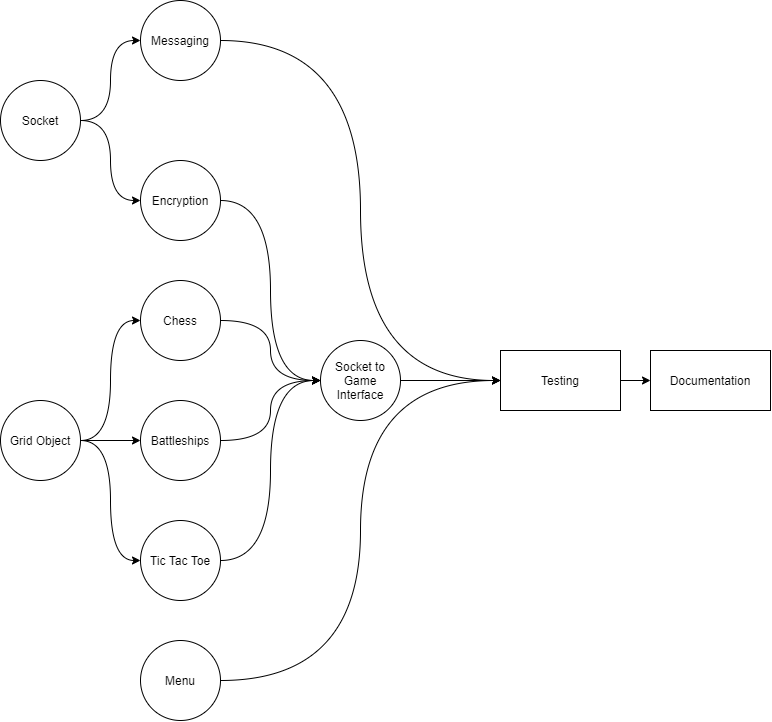 Messaging
Socket
Encryption
Chess
Socket to
Game
Interface
Testing
Documentation
Grid Object
Battleships
Tic Tac Toe
Menu